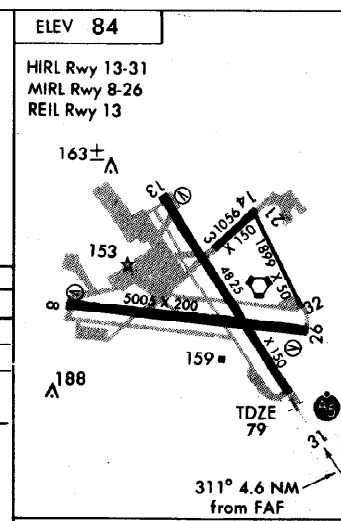 ELEV 84
HIRL Rwy 13-31
MIRL Rwy 8-26
REIL Rwy 13
163±
13
V
14
21
3
1056 X 150
1899 X 50
153
4825 X 150
32
8
5005 X 200
26
V
159
188
TDZE
79
31
311° 4.6 NM
from FAF